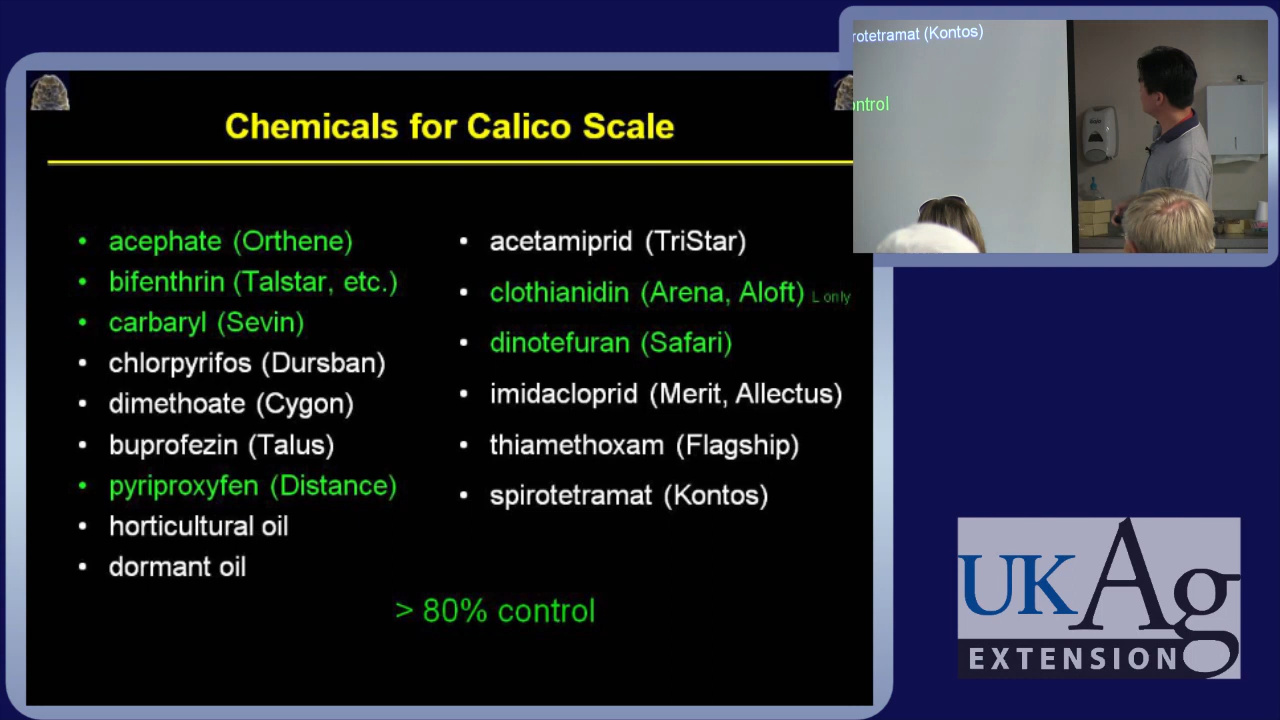 Chemicals for Calico Scale
• acephate (Orthene)
• bifenthrin (Talstar, etc.)
• carbaryl (Sevin)
• chlorpyrifos (Dursban)
• dimethoate (Cygon)
• buprofezin (Talus)
• pyriproxyfen (Distance)
• horticultural oil
• dormant oil
• acetamiprid (TriStar)
• clothianidin (Arena, Aloft) L only
• dinotefuran (Safari)
• imidacloprid (Merit, Allectus)
• thiamethoxam (Flagship)
• spirotetramat (Kontos)
> 80% control
rotetramat (Kontos)
ontrol
UKAg
EXTENSION